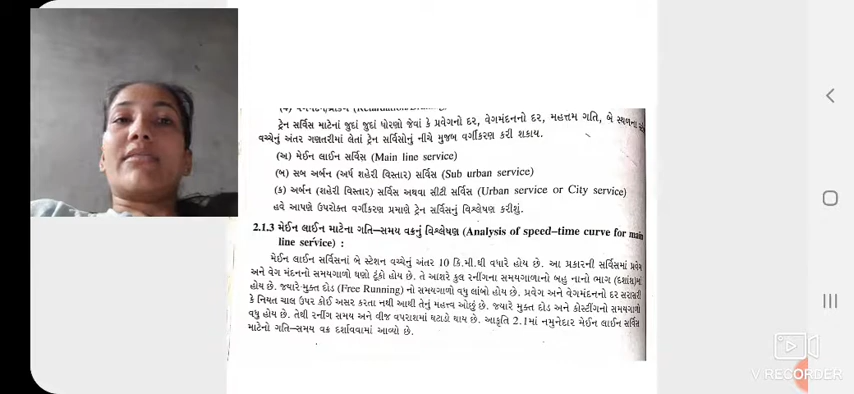 (Retardation/
ટ્રેન સર્વિસ માટેનાં જુદાં જુદાં ધોરણો જેવાં કે પ્રવેગનો દર, વેગમંદનનો દર, મહત્તમ ગતિ, બે સ્થળના
વચ્ચેનું અંતર ગણતરીમાં લેતાં ટ્રેન સર્વિસોનું નીચે મુજબ વર્ગીકરણ કરી શકાય.
(અ) મેઈન લાઈન સર્વિસ (Main line service)
(બ) સબ અર્બન (અર્ધ શહેરી વિસ્તાર) સર્વિસ (Sub urban service)
(ક) અર્બન (શહેરી વિસ્તાર) સર્વિસ અથવા સીટી સર્વિસ (Urban service or City service)
હવે આપણે ઉપરોક્ત વર્ગીકરણ પ્રમાણે ટ્રેન સર્વિસનું વિશ્લેષણ કરીશું.
2.1.3 મેઈન લાઈન માટેના ગતિ–સમય વક્રનું વિશ્લેષણ (Analysis of speed–time curve for main
line service) :
મેઈન લાઈન સર્વિસનાં બે સ્ટેશન વચ્ચેનું અંતર 10 કિ.મી.થી વધારે હોય છે. આ પ્રકારની સર્વિસમાં પ્રવેગ
અને વેગ મંદનનો સમયગાળો ઘણો ટૂંકો હોય છે. તે આશરે કુલ રનીંગના સમયગાળાનો બહુ નાનો ભાગ (દશાંશ)માં
હોય છે. જ્યારે મુક્ત દોડ (Free Running) નો સમયગાળો વધુ લાંબો હોય છે. પ્રવેગ અને વેગમંદનનો દર સરાસરી
કે નિયત ચાલ ઉપર કોઈ અસર કરતા નથી આથી તેનું મહત્ત્વ ઓછું છે. જ્યારે મુક્ત દોડ અને કોસ્ટીંગનો સમયગાળો
વધુ હોય છે. તેથી રનીંગ સમય અને વીજ વપરાશમાં ઘટાડો થાય છે. આકૃતિ 2.1માં નમુનેદાર મેઈન લાઈન સર્વિસ
માટેનો ગતિ–સમય વક્ર દર્શાવવામાં આવ્યો છે.
V.RECORDER